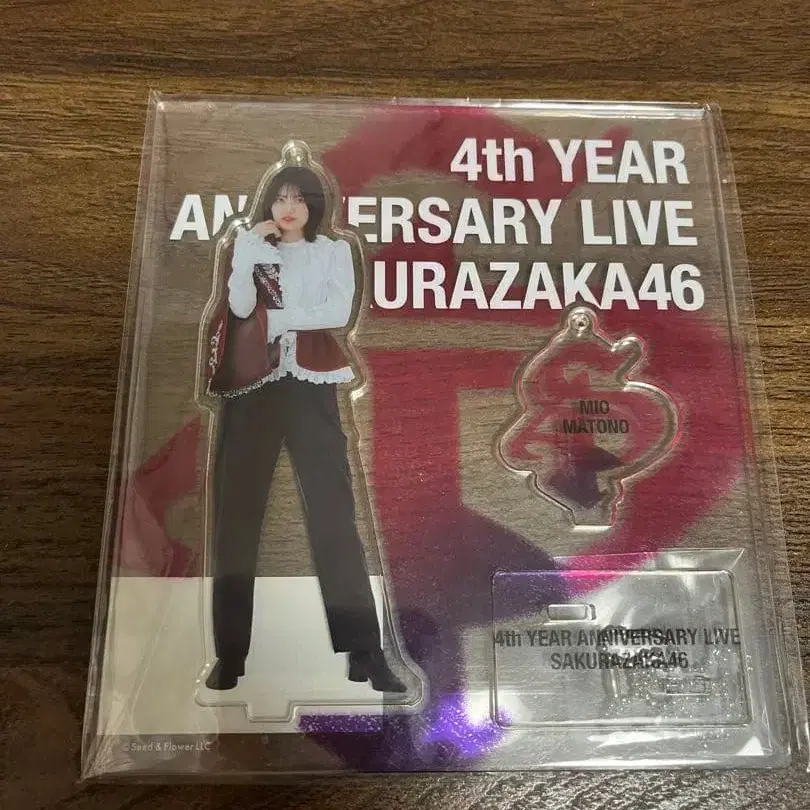 4th YEAR
ANNIVERSARY LIVE
SAKURAZAKA46
MIO
MATONO
4th YEAR ANNIVERSARY LIVE
SAKURAZAKA46
© Seed & Flower LLC